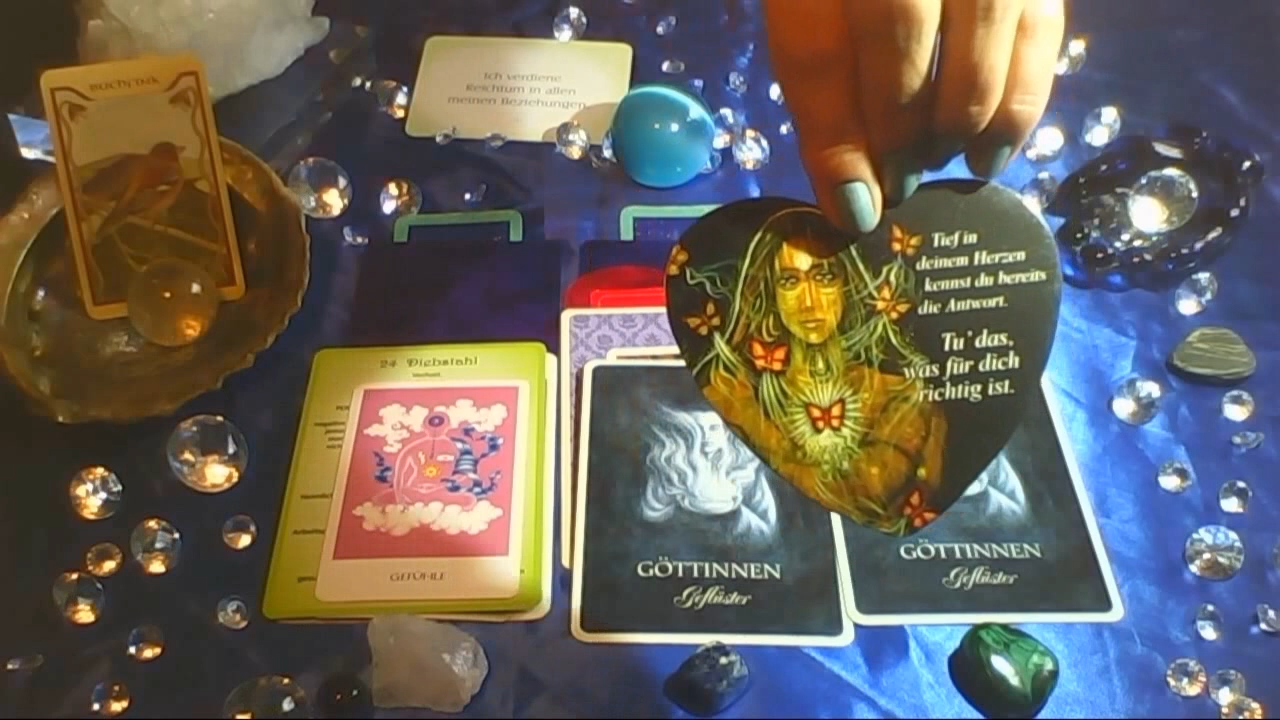 Ich verdiene
Reichtum in allen
meinen Beziehungen
Tief in
deinem Herzen
kennst du bereits
die Antwort.
Tu' das,
was für dich
richtig ist.
24 Diebstahl
GEFÜHLE
GÖTTINNEN
Geflüster
GÖTTINNEN
Geflüster